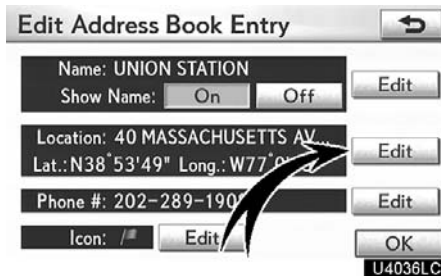 Edit Address Book Entry
Name: UNION STATION
Show Name: On Off
Edit
Location: 40 MASSACHUSETTS AV
Lat.:N38°53'49" Long.:W77°
Edit
Phone #: 202-289-190
Edit
Icon: Edit
OK
U4036LC